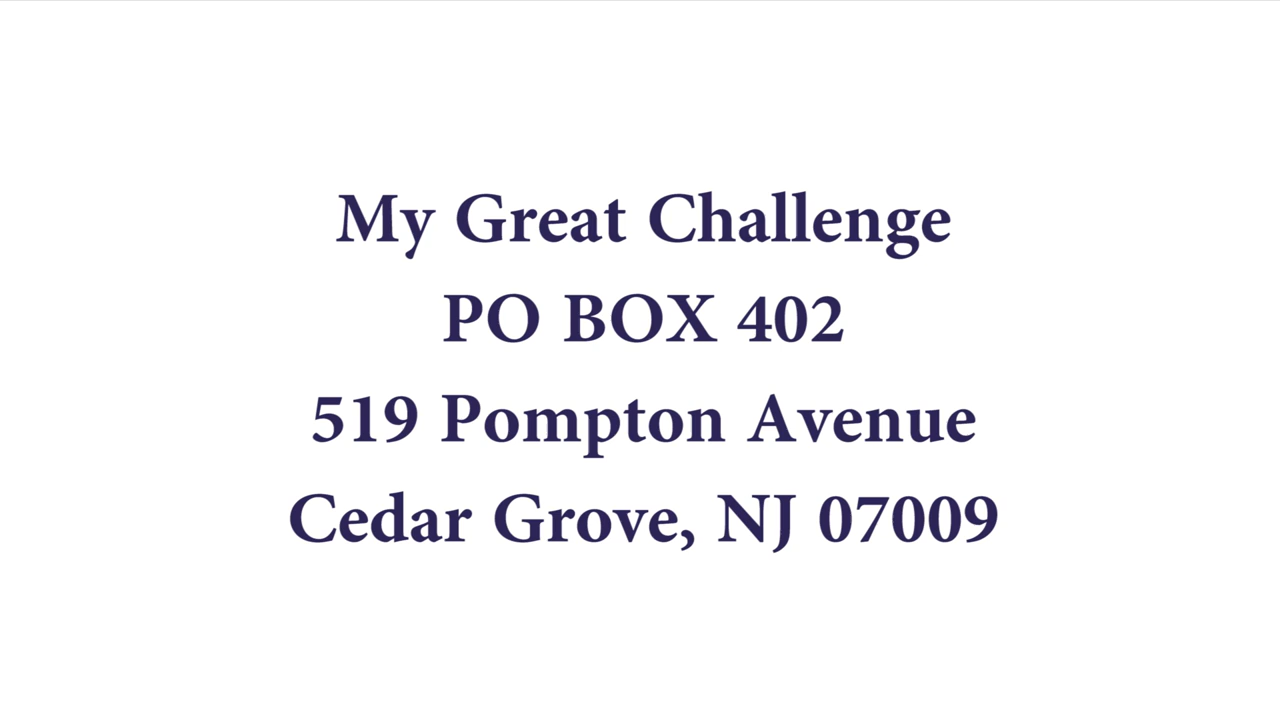 My Great Challenge
PO BOX 402
519 Pompton Avenue
Cedar Grove, NJ 07009